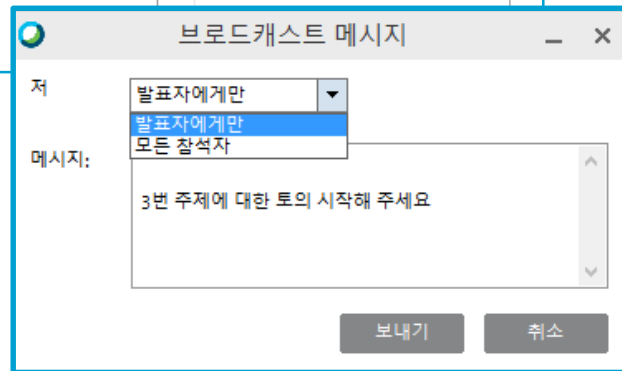 브로드캐스트 메시지
저
발표자에게만
발표자에게만
모든 참석자
메시지:
3번 주제에 대한 토의 시작해 주세요
보내기
취소